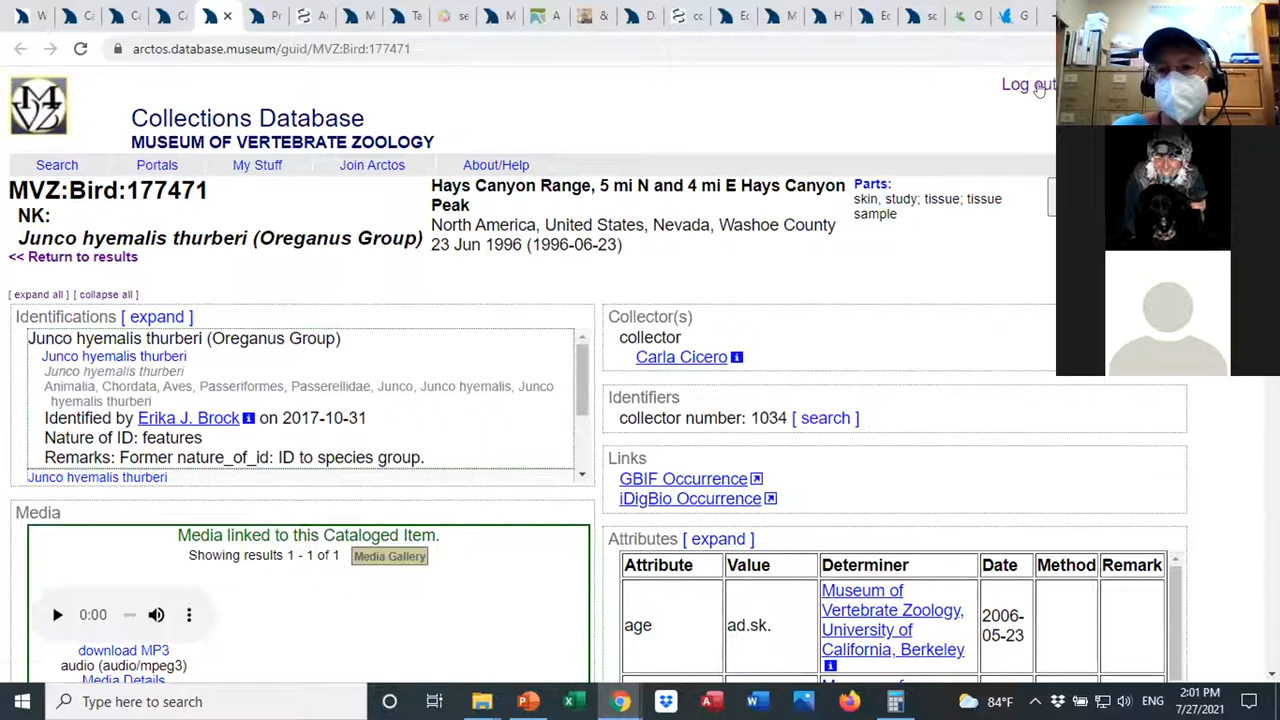 arctos.database.museum/guid/MVZ:Bird:177471
Log out
MVZ
Collections Database
MUSEUM OF VERTEBRATE ZOOLOGY
Search Portals My Stuff Join Arctos About/Help
MVZ:Bird:177471
NK:
Junco hyemalis thurberi (Oreganus Group)
<< Return to results
Hays Canyon Range, 5 mi N and 4 mi E Hays Canyon
Peak
North America, United States, Nevada, Washoe County
23 Jun 1996 (1996-06-23)
Parts:
skin, study; tissue; tissue
sample
[ expand all ] [ collapse all ]
Identifications [ expand ]
Junco hyemalis thurberi (Oreganus Group)
Junco hyemalis thurberi
Junco hyemalis thurberi
Animalia, Chordata, Aves, Passeriformes, Passerellidae, Junco, Junco hyemalis, Junco
hyemalis thurberi
Identified by Erika J. Brock i on 2017-10-31
Nature of ID: features
Remarks: Former nature_of_id: ID to species group.
Junco hyemalis thurberi
Media
Media linked to this Cataloged Item.
Showing results 1 - 1 of 1 Media Gallery
0:00
download MP3
audio (audio/mpeg3)
Media Details
Collector(s)
collector
Carla Cicero i
Identifiers
collector number: 1034 [ search ]
Links
GBIF Occurrence
iDigBio Occurrence
Attributes [ expand ]
Attribute Value Determiner Date Method Remark
age ad.sk. Museum of
Vertebrate Zoology,
University of
California, Berkeley
i
2006-
05-23
Type here to search
84°F
ENG
2:01 PM
7/27/2021